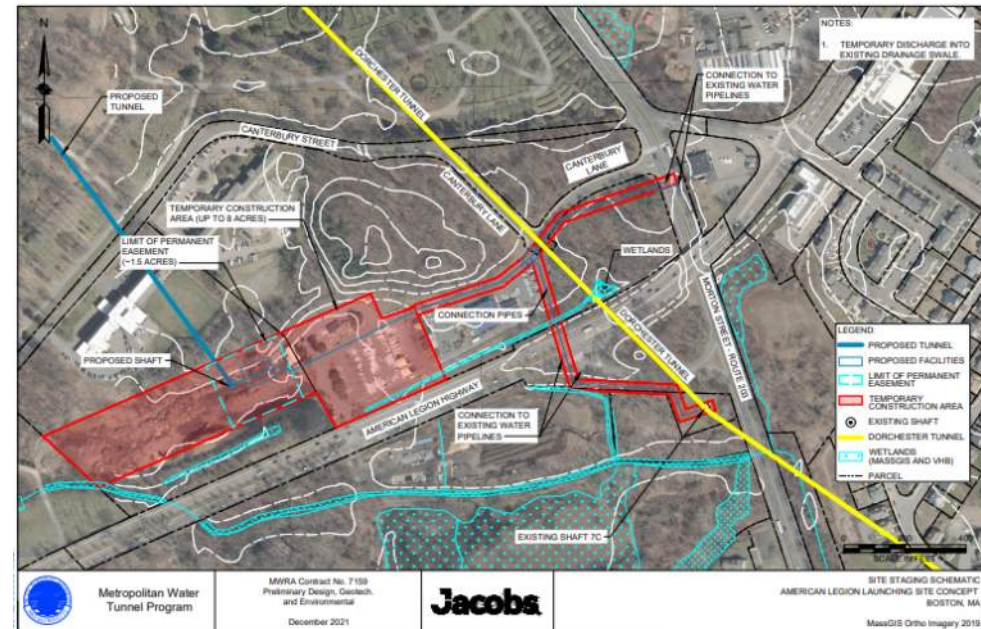 N
NOTES:
1. TEMPORARY DISCHARGE INTO
EXISTING DRAINAGE SWALE.
CONNECTION TO
EXISTING WATER
PIPELINES
PROPOSED
TUNNEL
DORCHESTER TUNNEL
CANTERBURY STREET
CANTERBURY
LANE
CANTERBURY LANE
TEMPORARY CONSTRUCTION
AREA (UP TO 8 ACRES)
LIMIT OF PERMANENT
EASEMENT
(~1.5 ACRES)
WETLANDS
CONNECTION PIPES
DORCHESTER TUNNEL
MORTON STREET - ROUTE 203
PROPOSED SHAFT
AMERICAN LEGION HIGHWAY
CONNECTION TO
EXISTING WATER
PIPELINES
EXISTING SHAFT 7C
LEGEND:
PROPOSED TUNNEL
PROPOSED FACILITIES
LIMIT OF PERMANENT
EASEMENT
TEMPORARY
CONSTRUCTION AREA
EXISTING SHAFT
DORCHESTER TUNNEL
WETLANDS
(MASSGIS AND VHB)
PARCEL
0
400
Metropolitan Water
Tunnel Program
MWRA Contract No. 7159
Preliminary Design, Geotech.
and Environmental
December 2021
Jacobs
SITE STAGING SCHEMATIC
AMERICAN LEGION LAUNCHING SITE CONCEPT
BOSTON, MA
MassGIS Ortho Imagery 2019